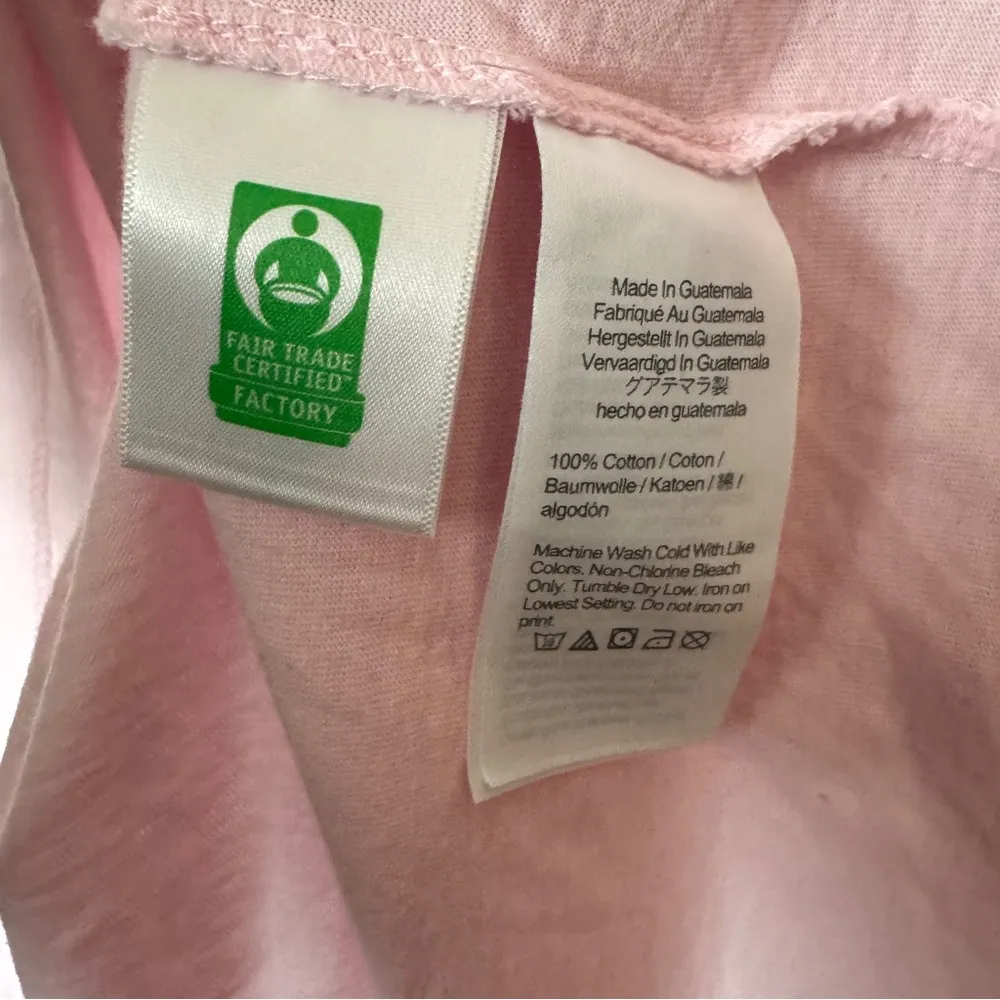 FAIR TRADE
CERTIFIED™
FACTORY
Made In Guatemala
Fabriqué Au Guatemala
Hergestellt In Guatemala
Vervaardigd In Guatemala
グアテマラ製
hecho en guatemala
100% Cotton / Coton /
Baumwolle / Katoen / 綿 /
algodón
Machine Wash Cold With Like
Colors. Non-Chlorine Bleach
Only. Tumble Dry Low. Iron on
Lowest Setting. Do not iron on
print.